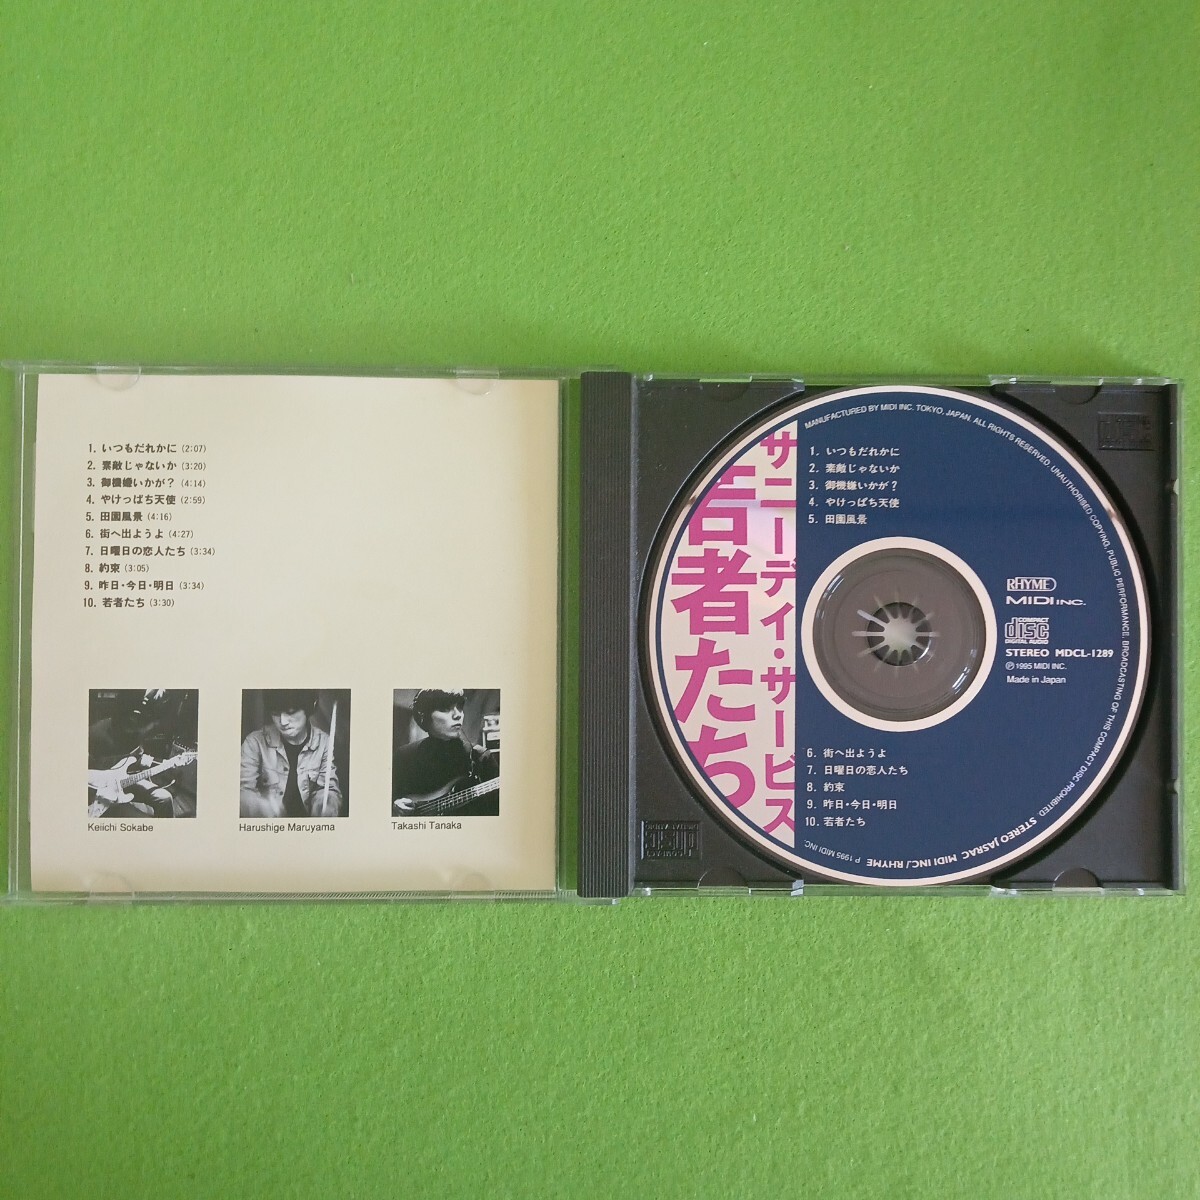 1. いつもだれかに (2:07)
2. 素敵じゃないか (3:20)
3. 御機嫌いかが? (4:14)
4. やけっぱち天使 (2:59)
5. 田園風景 (4:16)
6. 街へ出ようよ (4:27)
7. 日曜日の恋人たち (3:34)
8. 約束 (3:05)
9. 昨日・今日・明日 (3:34)
10. 若者たち (3:30)
Keiichi Sokabe
Harushige Maruyama
Takashi Tanaka
サニーデイ・サービス
若者たち
MANUFACTURED BY MIDI INC. TOKYO, JAPAN. ALL RIGHTS RESERVED. UNAUTHORISED COPYING, PUBLIC PERFORMANCE, BROADCASTING OF THIS COMPACT DISC PROHIBITED. STEREO JASRAC MIDI INC./ RHYME P 1995 MIDI INC.
1. いつもだれかに
2. 素敵じゃないか
3. 御機嫌いかが?
4. やけっぱち天使
5. 田園風景
RHYME
MIDI INC.
COMPACT
disc
DIGITAL AUDIO
STEREO MDCL-1289
Ⓟ 1995 MIDI INC.
Made in Japan
6. 街へ出ようよ
7. 日曜日の恋人たち
8. 約束
9. 昨日・今日・明日
10. 若者たち
COMPACT
disc
DIGITAL AUDIO